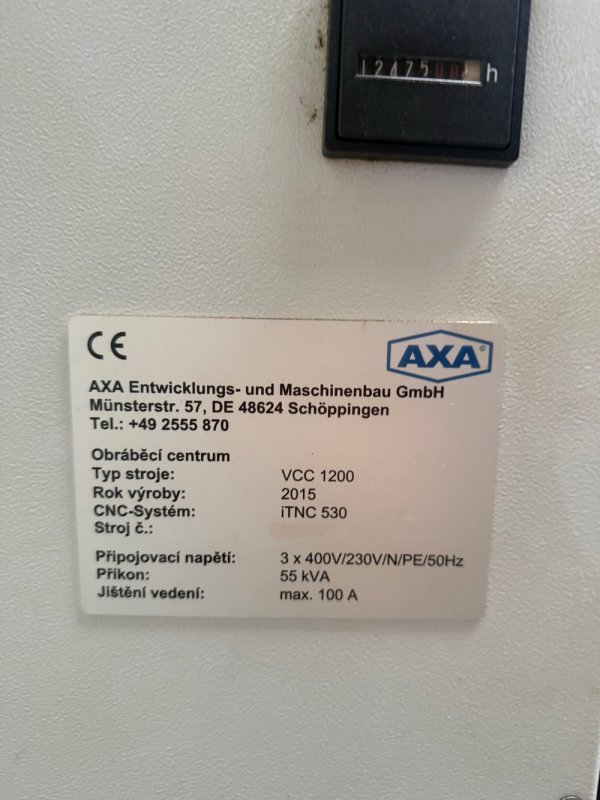 12475 h
CE
AXA
AXA Entwicklungs- und Maschinenbau GmbH
Münsterstr. 57, DE 48624 Schöppingen
Tel.: +49 2555 870
Obráběcí centrum
Typ stroje: VCC 1200
Rok výroby: 2015
CNC-Systém: iTNC 530
Stroj č.:
Připojovací napětí: 3 x 400V/230V/N/PE/50Hz
Příkon: 55 kVA
Jištění vedení: max. 100 A